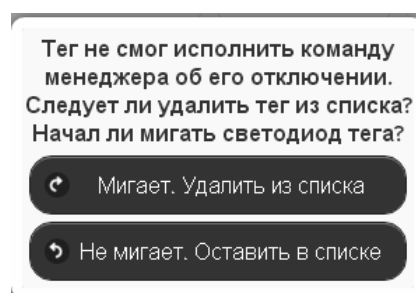 Тег не смог исполнить команду
менеджера об его отключении.
Следует ли удалить тег из списка?
Начал ли мигать светодиод тега?
Мигает. Удалить из списка
Не мигает. Оставить в списке